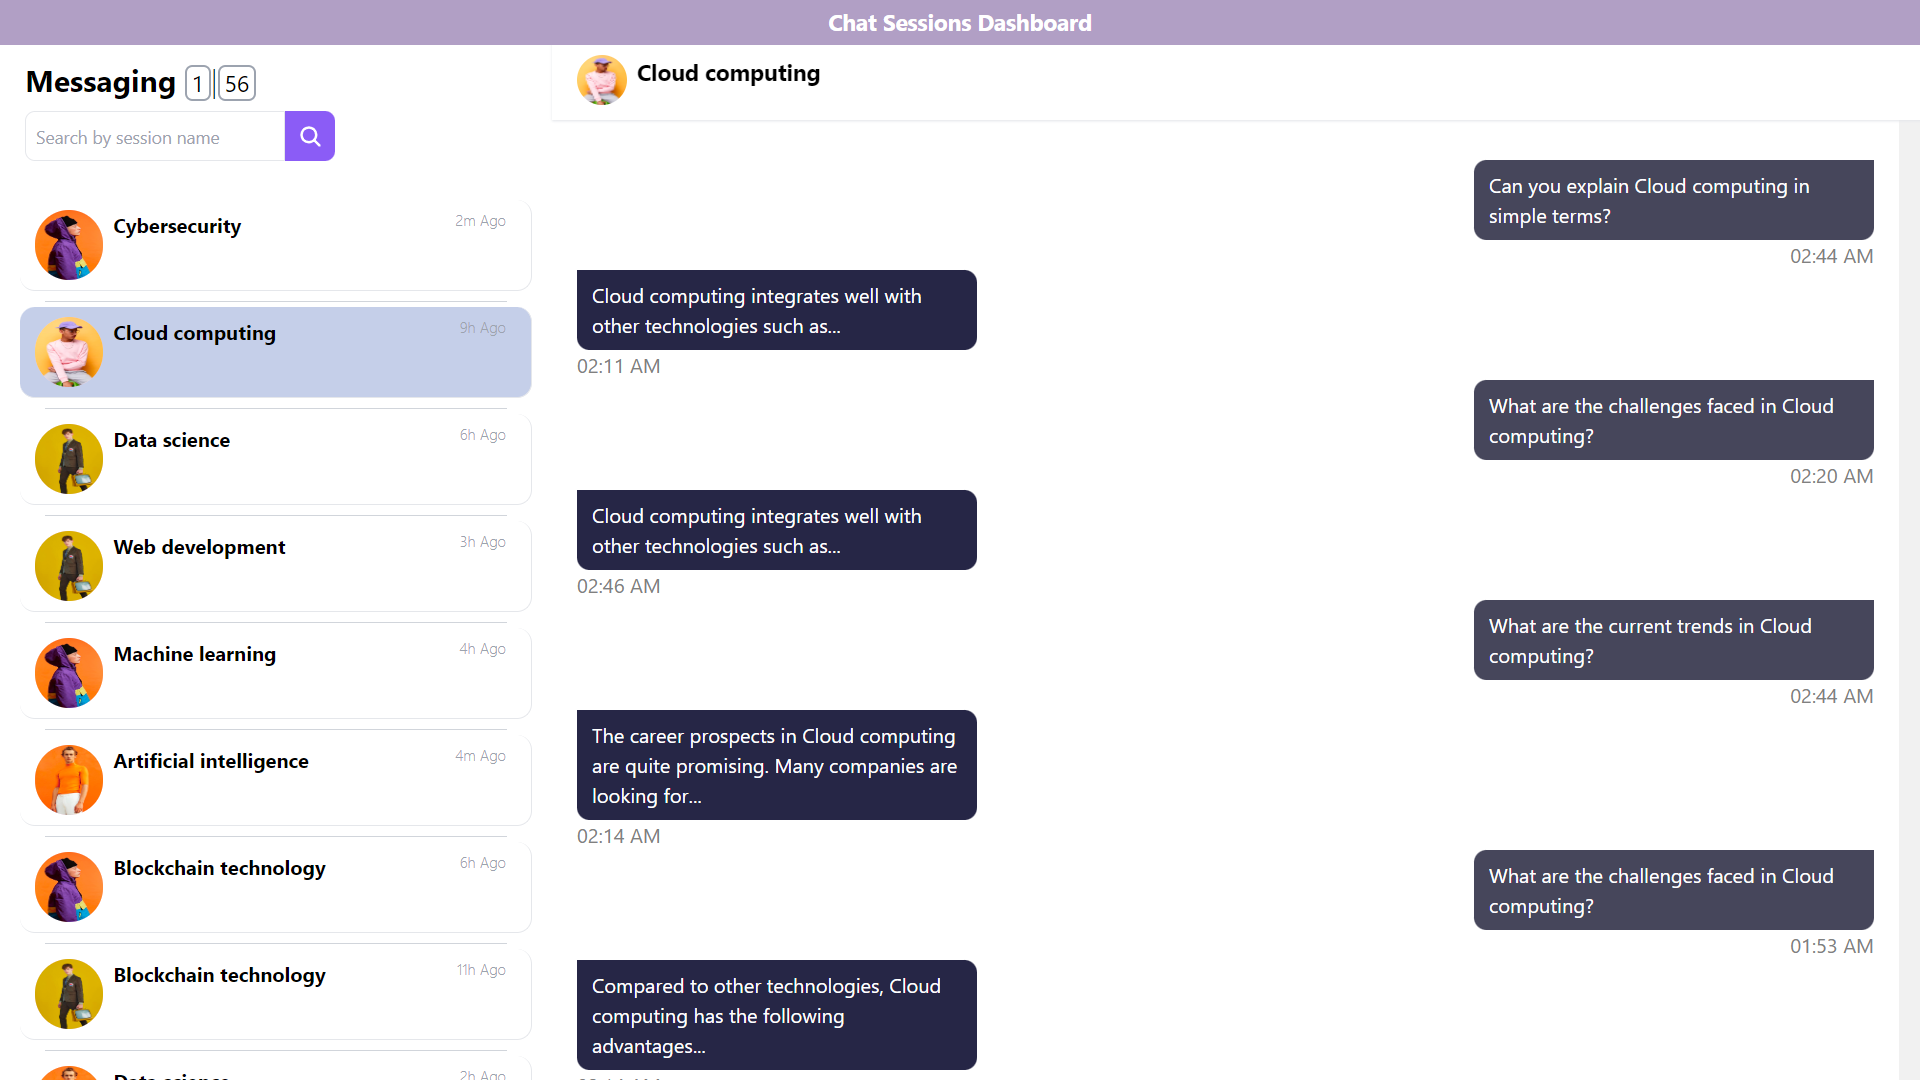 Chat Sessions Dashboard
Messaging 1 56
Search by session name
Cybersecurity
2m Ago
Cloud computing
9h Ago
Data science
6h Ago
Web development
3h Ago
Machine learning
4h Ago
Artificial intelligence
4m Ago
Blockchain technology
6h Ago
Blockchain technology
11h Ago
Data science
2h Ago
Cloud computing
Can you explain Cloud computing in
simple terms?
02:44 AM
Cloud computing integrates well with
other technologies such as...
02:11 AM
What are the challenges faced in Cloud
computing?
02:20 AM
Cloud computing integrates well with
other technologies such as...
02:46 AM
What are the current trends in Cloud
computing?
02:44 AM
The career prospects in Cloud computing
are quite promising. Many companies are
looking for...
02:14 AM
What are the challenges faced in Cloud
computing?
01:53 AM
Compared to other technologies, Cloud
computing has the following
advantages...